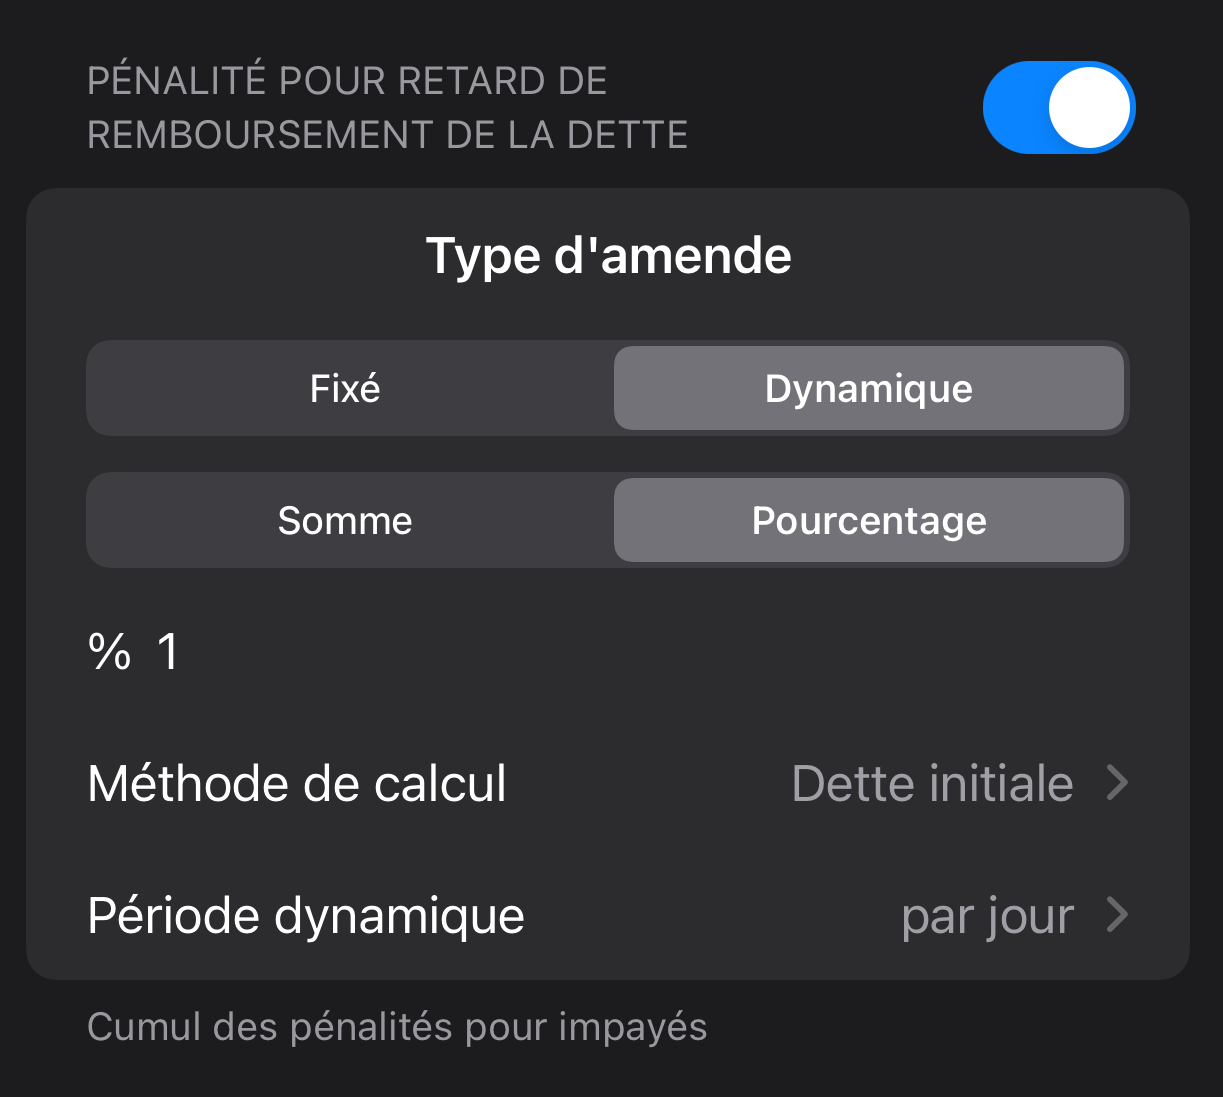 PÉNALITÉ POUR RETARD DE
REMBOURSEMENT DE LA DETTE
Type d'amende
Fixé Dynamique
Somme Pourcentage
% 1
Méthode de calcul Dette initiale
Période dynamique par jour
Cumul des pénalités pour impayés